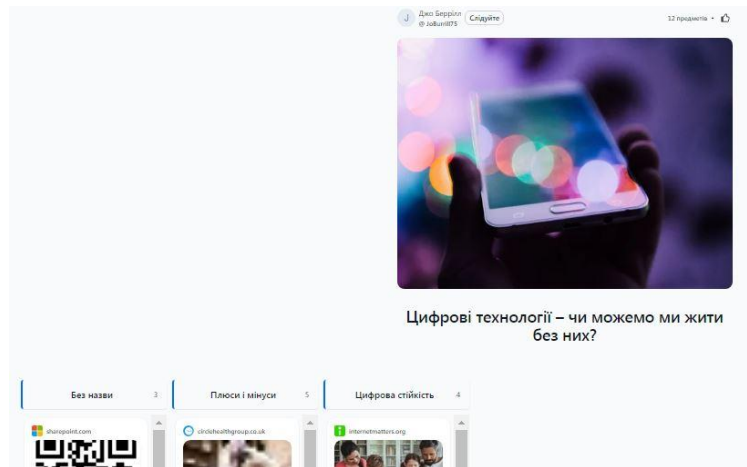 J
Джо Беррілл
Слідуйте
@ JoBurrill75
12 предметів •
Цифрові технології – чи можемо ми жити
без них?
Без назви 3
Плюси і мінуси 5
Цифрова стійкість 4
sharepoint.com
circlehealthgroup.co.uk
internetmatters.org